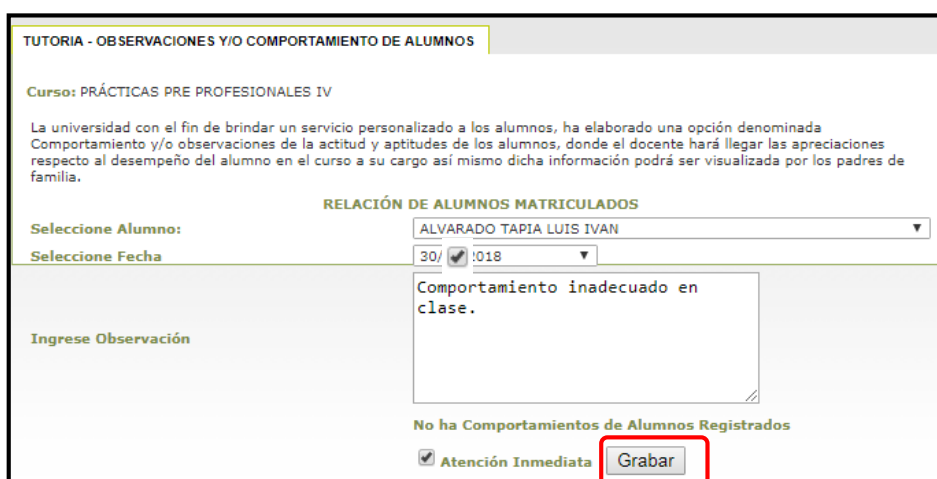 TUTORIA - OBSERVACIONES Y/O COMPORTAMIENTO DE ALUMNOS
Curso: PRÁCTICAS PRE PROFESIONALES IV
La universidad con el fin de brindar un servicio personalizado a los alumnos, ha elaborado una opción denominada
Comportamiento y/o observaciones de la actitud y aptitudes de los alumnos, donde el docente hará llegar las apreciaciones
respecto al desempeño del alumno en el curso a su cargo así mismo dicha información podrá ser visualizada por los padres de
familia.
RELACIÓN DE ALUMNOS MATRICULADOS
Seleccione Alumno: ALVARADO TAPIA LUIS IVAN
Seleccione Fecha 30/ 2018
Comportamiento inadecuado en
clase.
Ingrese Observación
No ha Comportamientos de Alumnos Registrados
Atención Inmediata Grabar